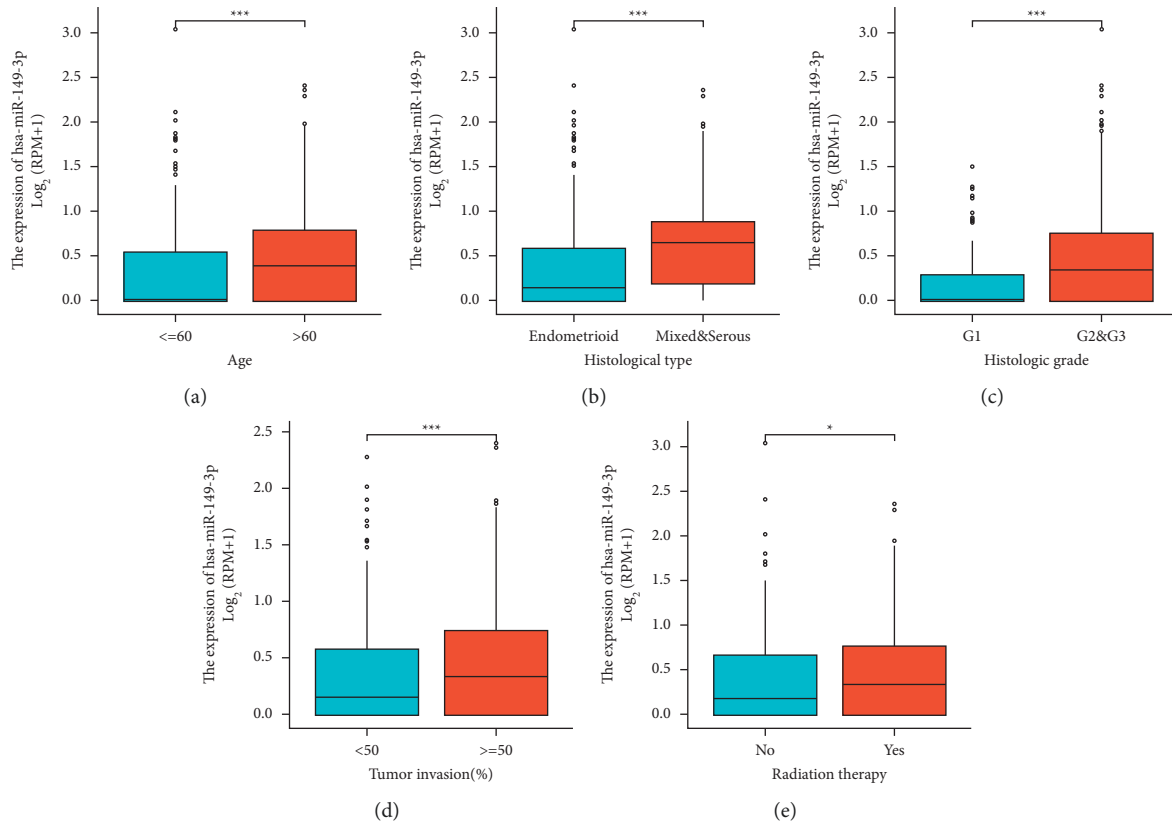 The expression of hsa-miR-149-3p
Log2 (RPM+1)
3.0
2.5
2.0
1.5
1.0
0.5
0.0
***
<=60
>60
Age
(a)
The expression of hsa-miR-149-3p
Log2 (RPM+1)
3.0
2.5
2.0
1.5
1.0
0.5
0.0
***
Endometrioid
Mixed&Serous
Histological type
(b)
The expression of hsa-miR-149-3p
Log2 (RPM+1)
3.0
2.5
2.0
1.5
1.0
0.5
0.0
***
G1
G2&G3
Histologic grade
(c)
The expression of hsa-miR-149-3p
Log2 (RPM+1)
2.5
2.0
1.5
1.0
0.5
0.0
***
<50
>=50
Tumor invasion(%)
(d)
The expression of hsa-miR-149-3p
Log2 (RPM+1)
3.0
2.5
2.0
1.5
1.0
0.5
0.0
*
No
Yes
Radiation therapy
(e)